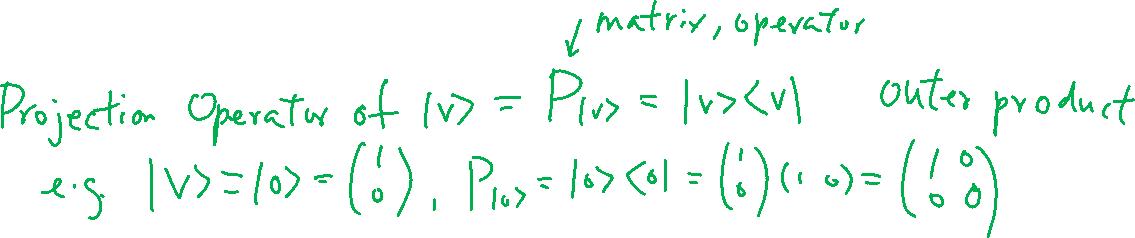 matrix, operator
Projection Operator of |v> = P|v> = |v><v| outer product
e.g. |v> = |0> = (1 0), P|0> = |0><0| = (1 0)(1 0) = (1 0 0 0)